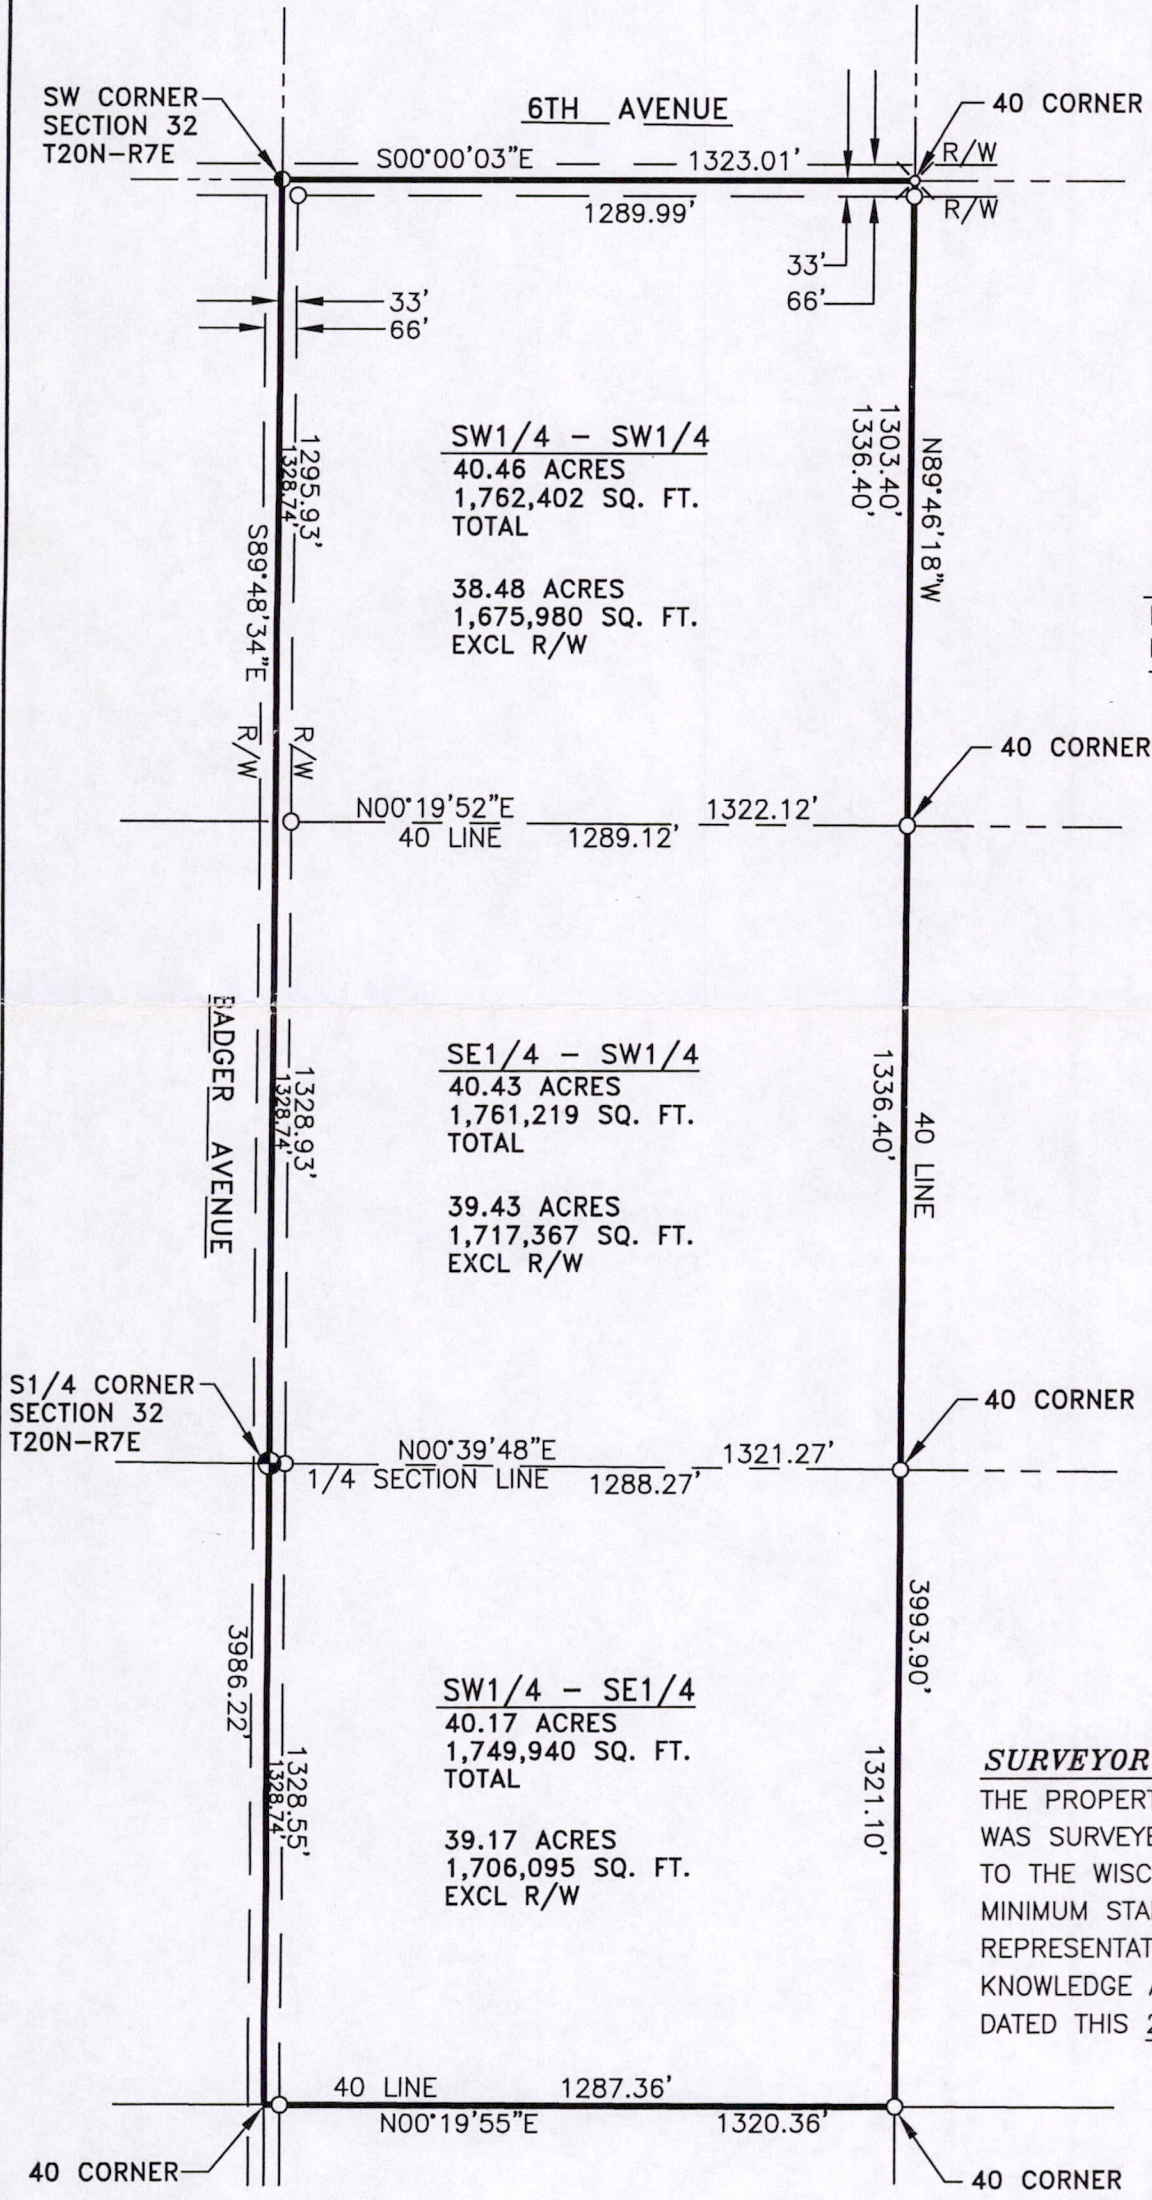 SW CORNER
SECTION 32
T20N-R7E
6TH AVENUE
40 CORNER
S00°00'03"E
1323.01'
R/W
1289.99'
R/W
33'
66'
33'
66'
1295.93'
1328.74'
S89°48'34"E
R/W
R/W
SW1/4 - SW1/4
40.46 ACRES
1,762,402 SQ. FT.
TOTAL
38.48 ACRES
1,675,980 SQ. FT.
EXCL R/W
1303.40'
1336.40'
N89°46'18"W
40 CORNER
N00°19'52"E
1322.12'
40 LINE
1289.12'
BADGER AVENUE
1328.93'
1328.74'
SE1/4 - SW1/4
40.43 ACRES
1,761,219 SQ. FT.
TOTAL
39.43 ACRES
1,717,367 SQ. FT.
EXCL R/W
1336.40'
40 LINE
S1/4 CORNER
SECTION 32
T20N-R7E
40 CORNER
N00°39'48"E
1321.27'
1/4 SECTION LINE
1288.27'
3986.22'
1328.55'
1328.74'
SW1/4 - SE1/4
40.17 ACRES
1,749,940 SQ. FT.
TOTAL
39.17 ACRES
1,706,095 SQ. FT.
EXCL R/W
3993.90'
1321.10'
SURVEYOR
THE PROPERT
WAS SURVEYE
TO THE WISC
MINIMUM STA
REPRESENTAT
KNOWLEDGE
DATED THIS 2
40 LINE
1287.36'
N00°19'55"E
1320.36'
40 CORNER
40 CORNER